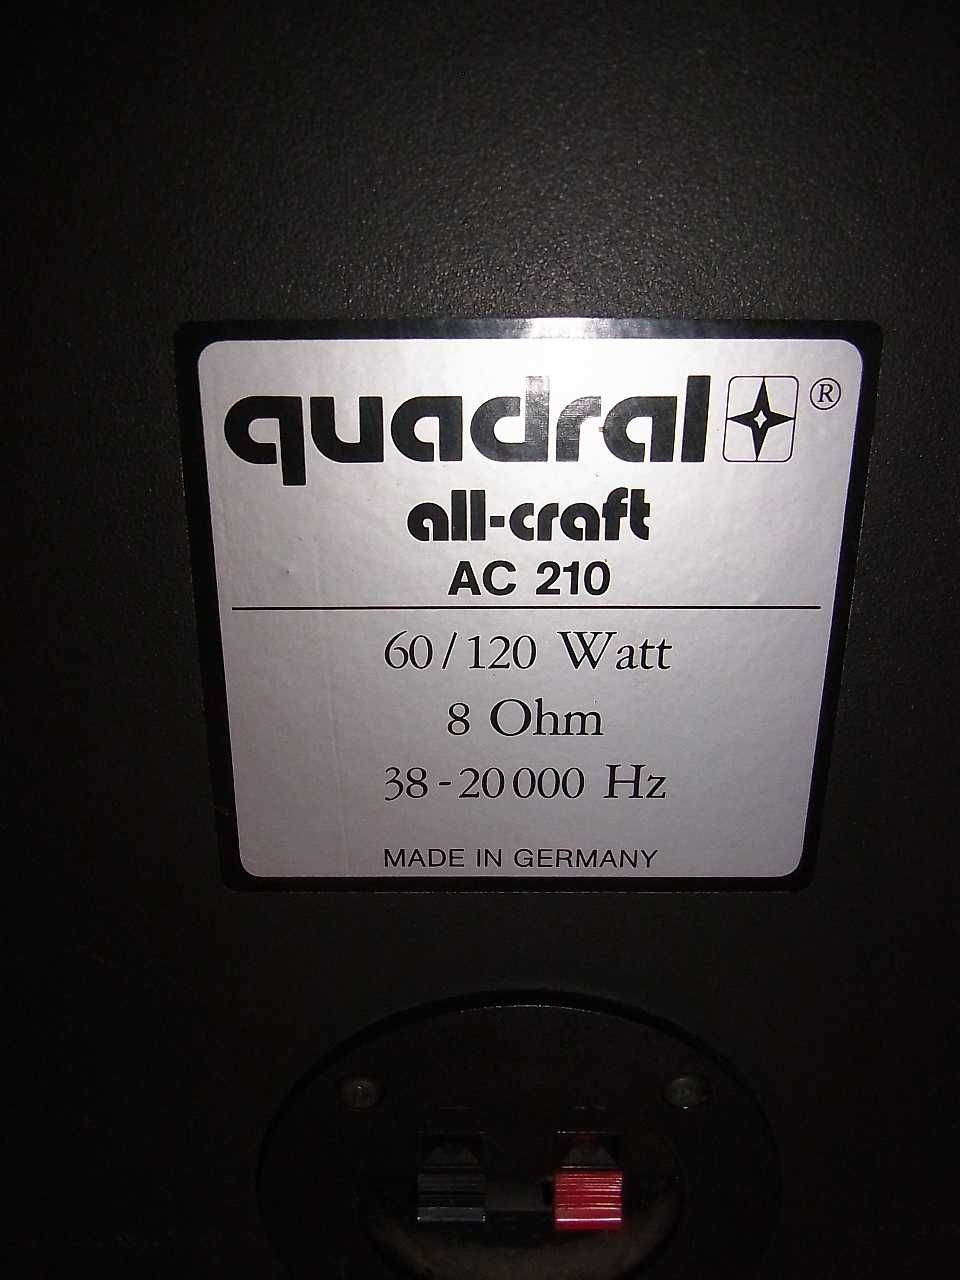 quadral ®
all-craft
AC 210
60/120 Watt
8 Ohm
38-20000 Hz
MADE IN GERMANY